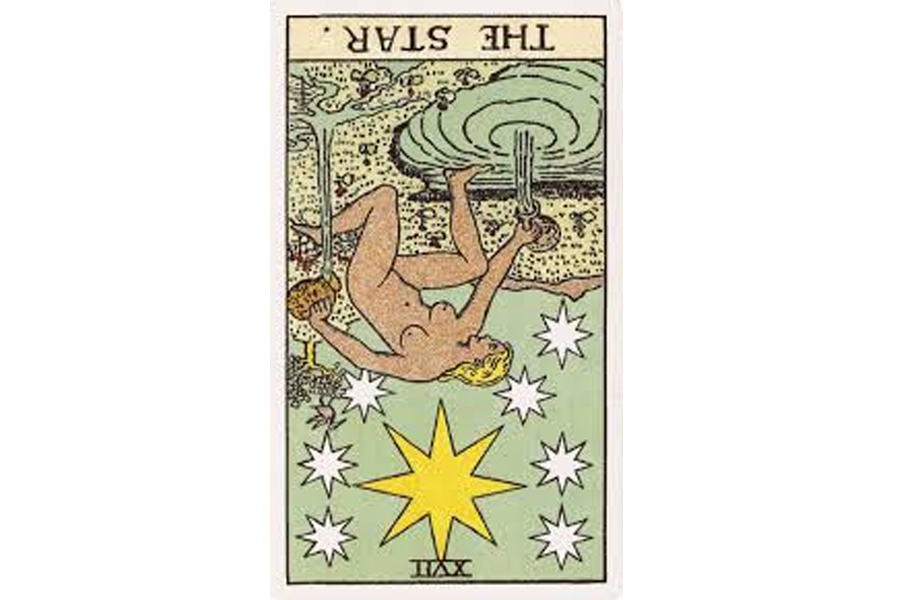 THE STAR.
XVII